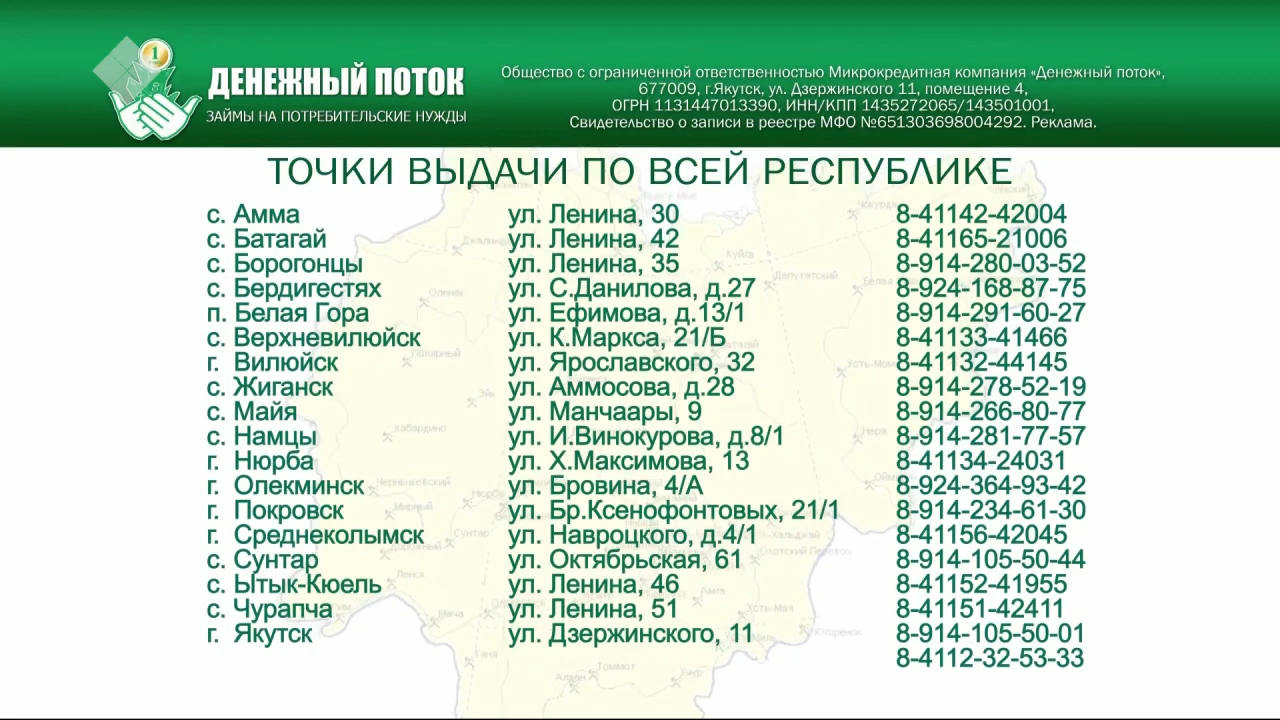 1
ДЕНЕЖНЫЙ ПОТОК
ЗАЙМЫ НА ПОТРЕБИТЕЛЬСКИЕ НУЖДЫ
Общество с ограниченной ответственностью Микрокредитная компания «Денежный поток»,
677009, г.Якутск, ул. Дзержинского 11, помещение 4,
ОГРН 1131447013390, ИНН/КПП 1435272065/143501001,
Свидетельство о записи в реестре МФО №651303698004292. Реклама.
ТОЧКИ ВЫДАЧИ ПО ВСЕЙ РЕСПУБЛИКЕ
с. Амма ул. Ленина, 30 8-41142-42004
с. Батагай ул. Ленина, 42 8-41165-21006
с. Борогонцы ул. Ленина, 35 8-914-280-03-52
с. Бердигестях ул. С.Данилова, д.27 8-924-168-87-75
п. Белая Гора ул. Ефимова, д.13/1 8-914-291-60-27
с. Верхневилюйск ул. К.Маркса, 21/Б 8-41133-41466
г. Вилюйск ул. Ярославского, 32 8-41132-44145
с. Жиганск ул. Аммосова, д.28 8-914-278-52-19
с. Майя ул. Манчаары, 9 8-914-266-80-77
с. Намцы ул. И.Винокурова, д.8/1 8-914-281-77-57
г. Нюрба ул. Х.Максимова, 13 8-41134-24031
г. Олекминск ул. Бровина, 4/А 8-924-364-93-42
г. Покровск ул. Бр.Ксенофонтовых, 21/1 8-914-234-61-30
г. Среднеколымск ул. Навроцкого, д.4/1 8-41156-42045
с. Сунтар ул. Октябрьская, 61 8-914-105-50-44
с. Ытык-Кюель ул. Ленина, 46 8-41152-41955
с. Чурапча ул. Ленина, 51 8-41151-42411
г. Якутск ул. Дзержинского, 11 8-914-105-50-01
8-4112-32-53-33